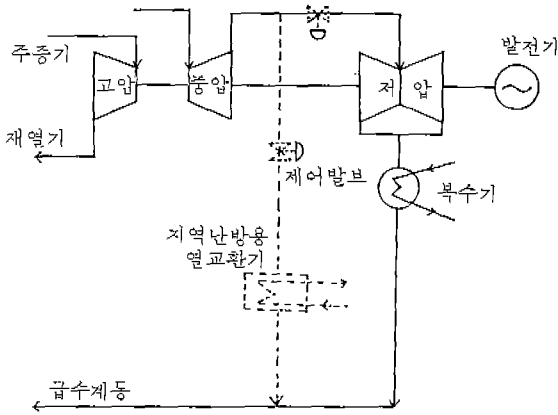 주증기
고압
중압
저 압
발전기
재열기
제어발브
복수기
지역난방용
열교환기
급수계통